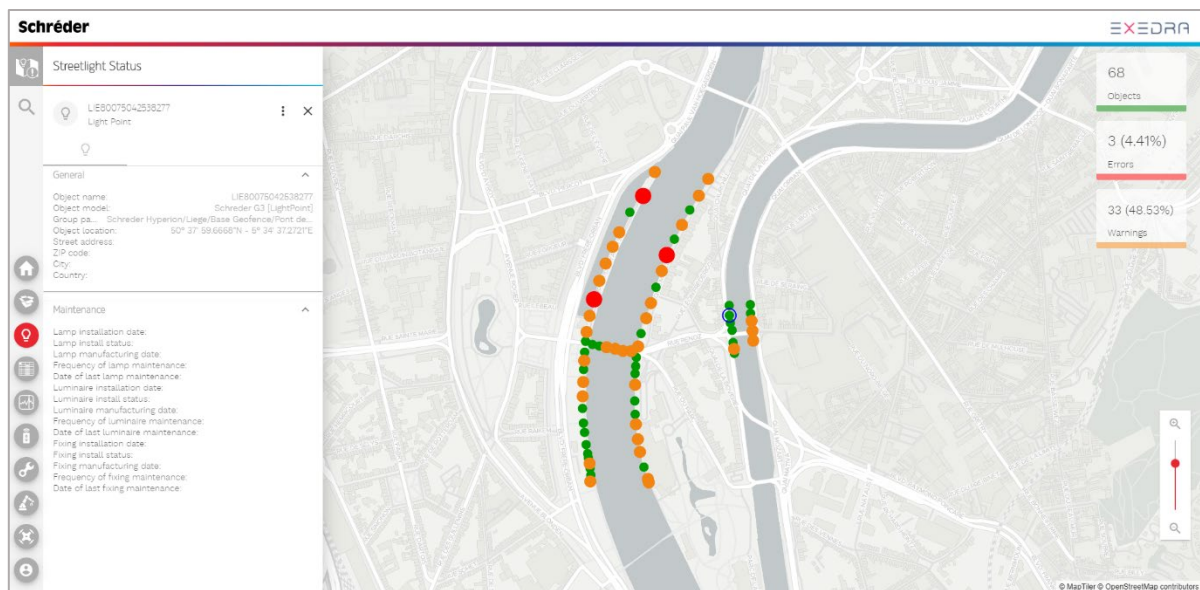 Schréder
EXEDRA
Streetlight Status
LIE80075042538277
Light Point
General
Object name: LIE80075042538277
Object model: Schreder G3 [LightPoint]
Group pa... Schreder Hyperion/Liege/Base Geofence/Pont de...
Object location: 50° 37' 59.6668"N - 5° 34' 37.2721"E
Street address:
ZIP code:
City:
Country:
Maintenance
Lamp installation date:
Lamp install status:
Lamp manufacturing date:
Frequency of lamp maintenance:
Date of last lamp maintenance:
Luminaire installation date:
Luminaire install status:
Luminaire manufacturing date:
Frequency of luminaire maintenance:
Date of last luminaire maintenance:
Fixing installation date:
Fixing install status:
Fixing manufacturing date:
Frequency of fixing maintenance:
Date of last fixing maintenance:
68
Objects
3 (4.41%)
Errors
33 (48.53%)
Warnings
© MapTiler © OpenStreetMap contributors